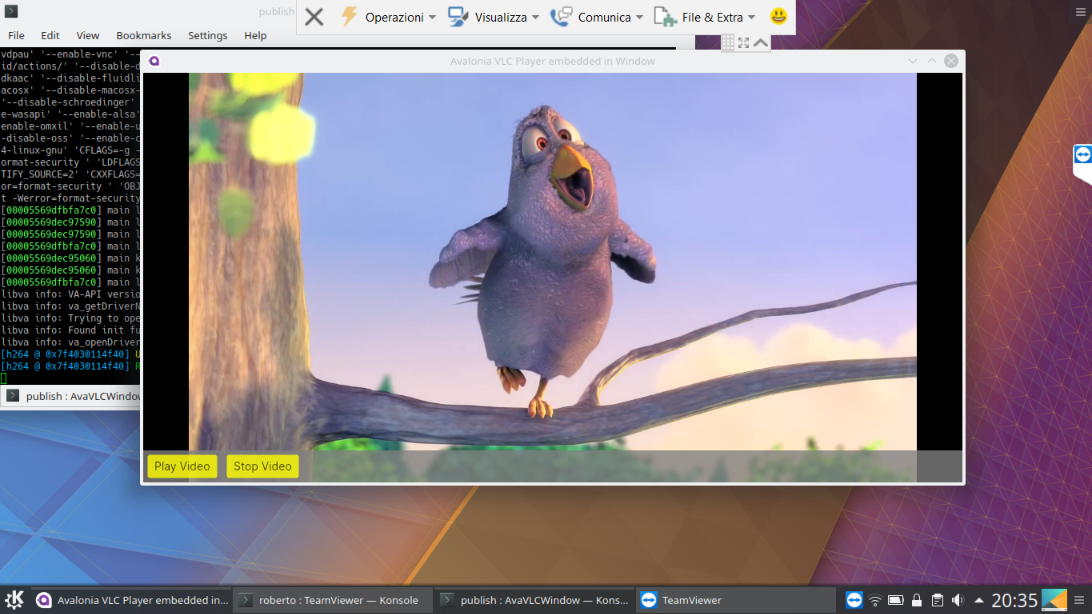 publish
Operazioni
Visualizza
Comunica
File & Extra
File Edit View Bookmarks Settings Help
Avalonia VLC Player embedded in Window
vdpau' '--enable-vnc' '--
id/actions/' '--disable-d
dkaac' '--disable-fluidli
acosx' '--disable-macosx-
'--disable-schroedinger'
e-wasapi' '--enable-alsa'
enable-omxil' '--enable-u
-disable-oss' '--enable-c
4-linux-gnu' 'CFLAGS=-g -
ormat-security ' 'LDFLAGS
TIFY_SOURCE=2' 'CXXFLAGS=
or=format-security ' 'OBJ
t -Werror=format-security
[00005569dfbfa7c0] main l
[00005569dec97590] main l
[00005569dec97590] main l
[00005569dfbfa7c0] main l
[00005569dec95060] main k
[00005569dec95060] main k
[00005569dfbfa7c0] main l
libva info: VA-API versio
libva info: va_getDriverN
libva info: Trying to ope
libva info: Found init fu
libva info: va_openDriver
[h264 @ 0x7f4030114f40] U
[h264 @ 0x7f4030114f40] R
publish : AvaVLCWindow
Play Video
Stop Video
Avalonia VLC Player embedded in...
roberto : TeamViewer — Konsole
publish : AvaVLCWindow — Kons...
TeamViewer
20:35